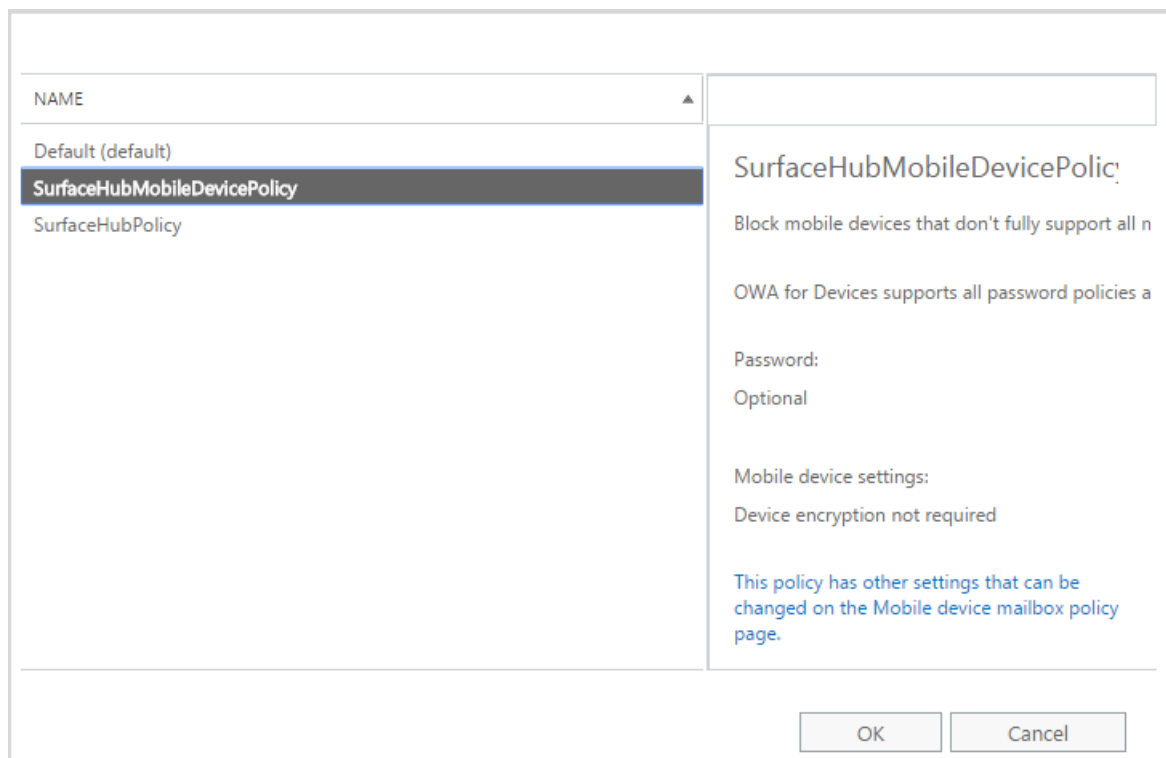 NAME
Default (default)
SurfaceHubMobileDevicePolicy
SurfaceHubPolicy
SurfaceHubMobileDevicePolicy
Block mobile devices that don't fully support all n
OWA for Devices supports all password policies a
Password:
Optional
Mobile device settings:
Device encryption not required
This policy has other settings that can be
changed on the Mobile device mailbox policy
page.
OK
Cancel